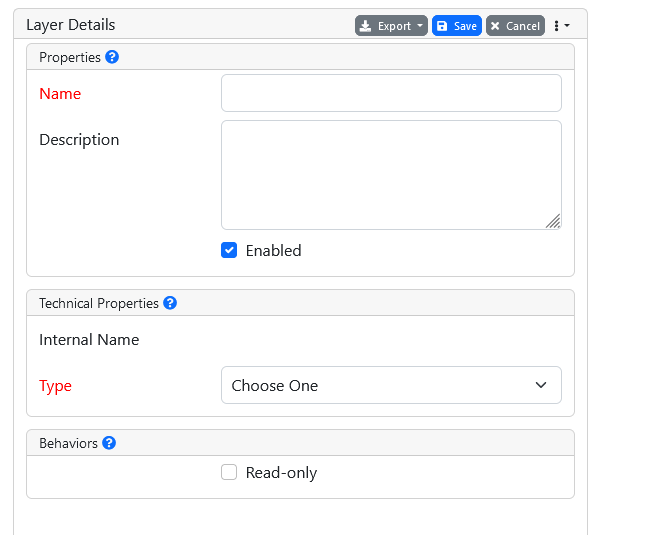 Layer Details
Export Save Cancel
Properties
Name
Description
Enabled
Technical Properties
Internal Name
Type Choose One
Behaviors
Read-only